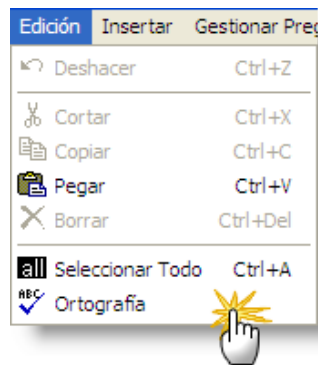 Edición Insertar Gestionar Preg
Deshacer Ctrl+Z
Cortar Ctrl+X
Copiar Ctrl+C
Pegar Ctrl+V
Borrar Ctrl+Del
all Seleccionar Todo Ctrl+A
ABC Ortografía